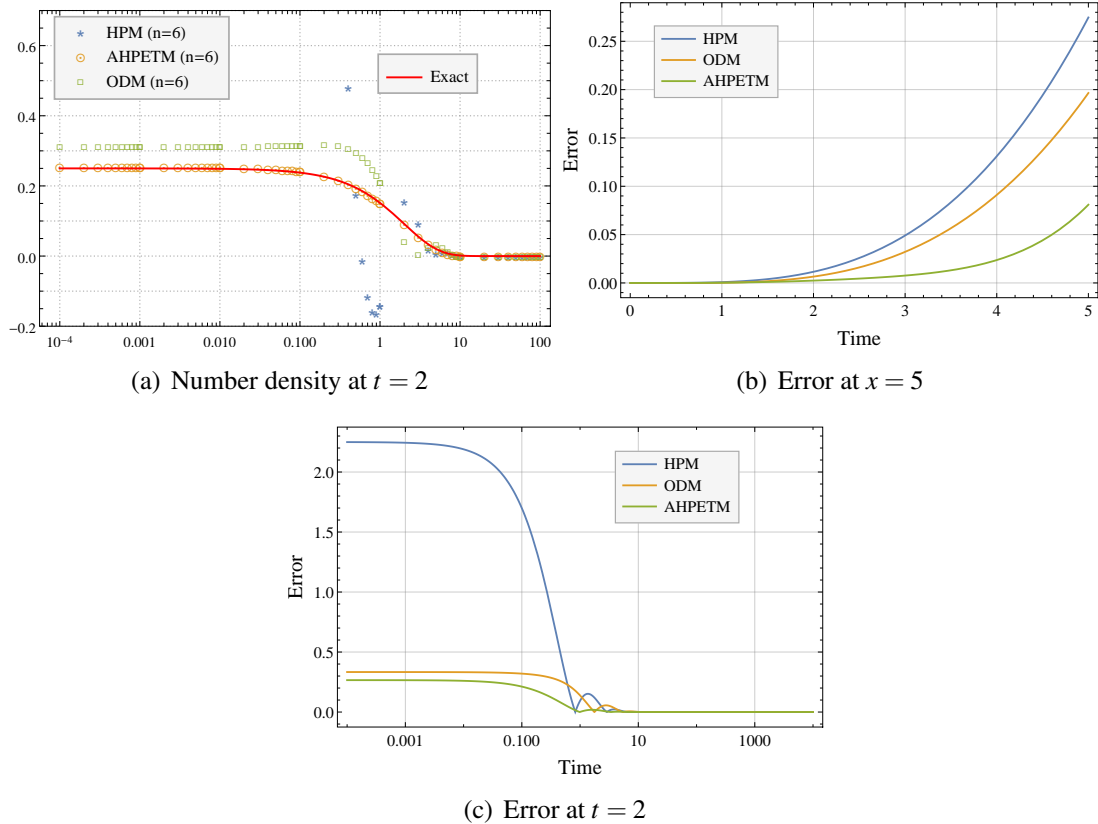 0.6
0.4
0.2
0.0
−0.2
10⁻⁴
0.001
0.010
0.100
1
10
100
HPM (n=6)
AHPETM (n=6)
ODM (n=6)
Exact
(a) Number density at t = 2
0.25
0.20
0.15
0.10
0.05
0.00
Error
0
1
2
3
4
5
Time
HPM
ODM
AHPETM
(b) Error at x = 5
2.0
1.5
1.0
0.5
0.0
Error
0.001
0.100
10
1000
Time
HPM
ODM
AHPETM
(c) Error at t = 2